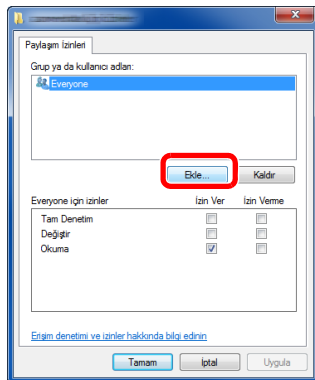 Paylaşım İzinleri
Grup ya da kullanıcı adları:
Everyone
Ekle... Kaldır
Everyone için izinler İzin Ver İzin Verme
Tam Denetim
Değiştir
Okuma
Erişim denetimi ve izinler hakkında bilgi edinin
Tamam İptal Uygula